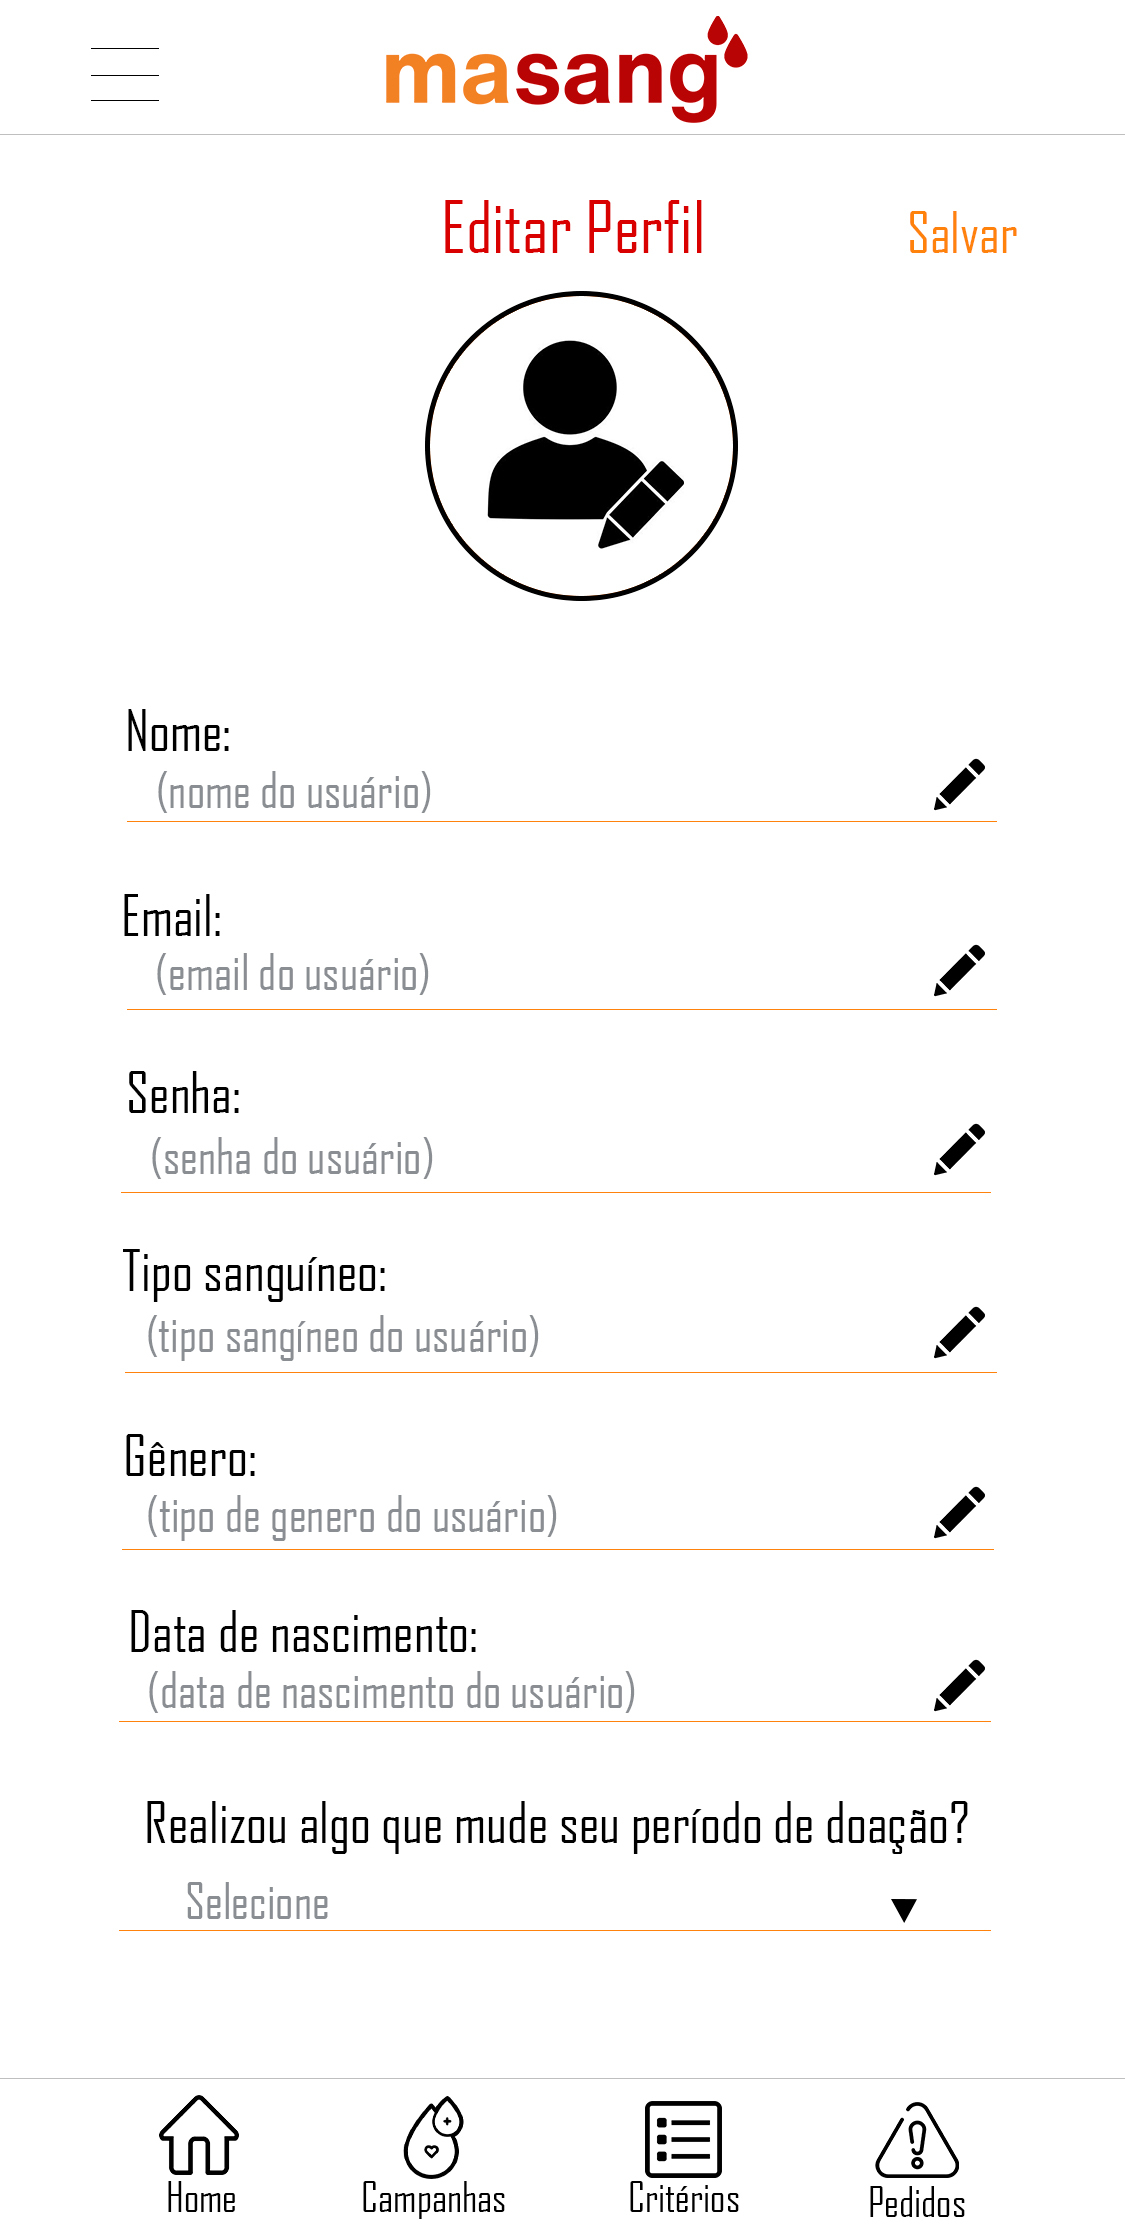 masang
Editar Perfil
Salvar
Nome:
(nome do usuário)
Email:
(email do usuário)
Senha:
(senha do usuário)
Tipo sanguíneo:
(tipo sangíneo do usuário)
Gênero:
(tipo de genero do usuário)
Data de nascimento:
(data de nascimento do usuário)
Realizou algo que mude seu período de doação?
Selecione
Home
Campanhas
Critérios
Pedidos